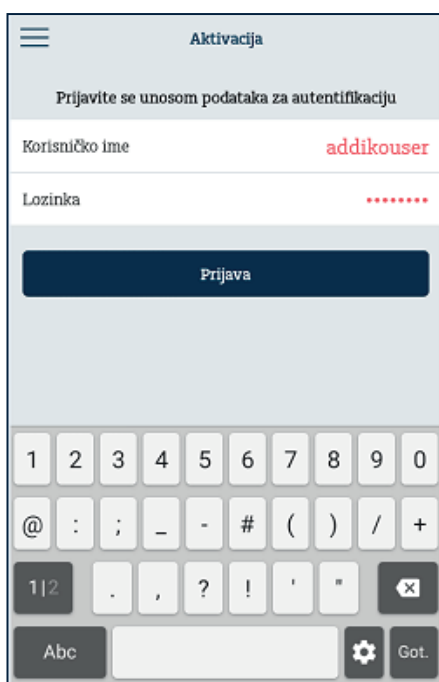 Aktivacija
Prijavite se unosom podataka za autentifikaciju
Korisničko ime addikouser
Lozinka ••••••••
Prijava
1 2 3 4 5 6 7 8 9 0
@ : ; _ - # ( ) / +
1|2 . , ? ! ' "
Abc Got.